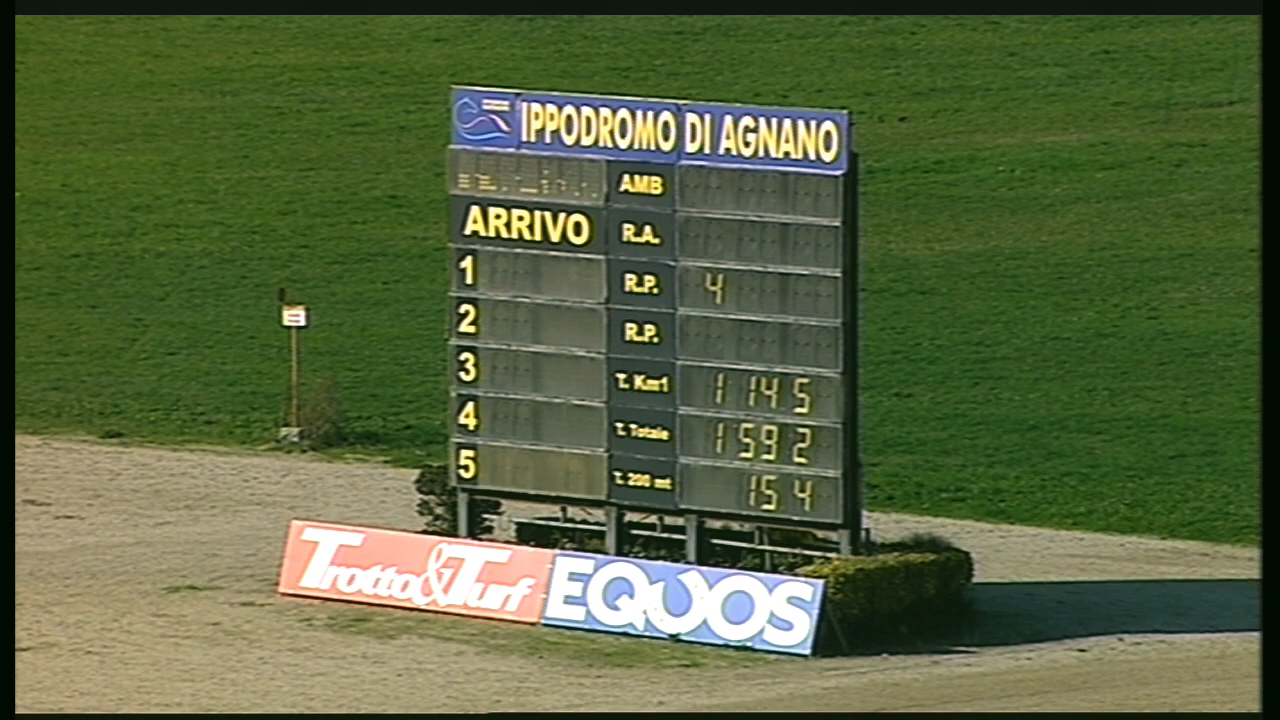 IPPODROMO DI AGNANO
AMB
ARRIVO R.A.
1 R.P. 4
2 R.P.
3 T. Km1 1 14 5
4 T. Totale 1 59 2
5 T. 200 mt 15 4
Trotto&Turf EQUOS